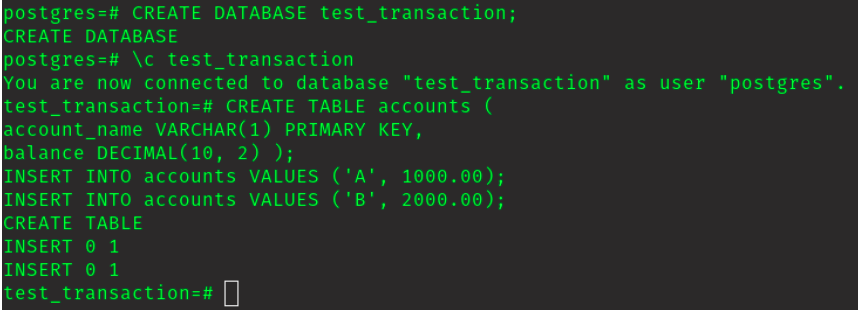 postgres=# CREATE DATABASE test_transaction;
CREATE DATABASE
postgres=# \c test_transaction
You are now connected to database "test_transaction" as user "postgres".
test_transaction=# CREATE TABLE accounts (
account_name VARCHAR(1) PRIMARY KEY,
balance DECIMAL(10, 2) );
INSERT INTO accounts VALUES ('A', 1000.00);
INSERT INTO accounts VALUES ('B', 2000.00);
CREATE TABLE
INSERT 0 1
INSERT 0 1
test_transaction=#